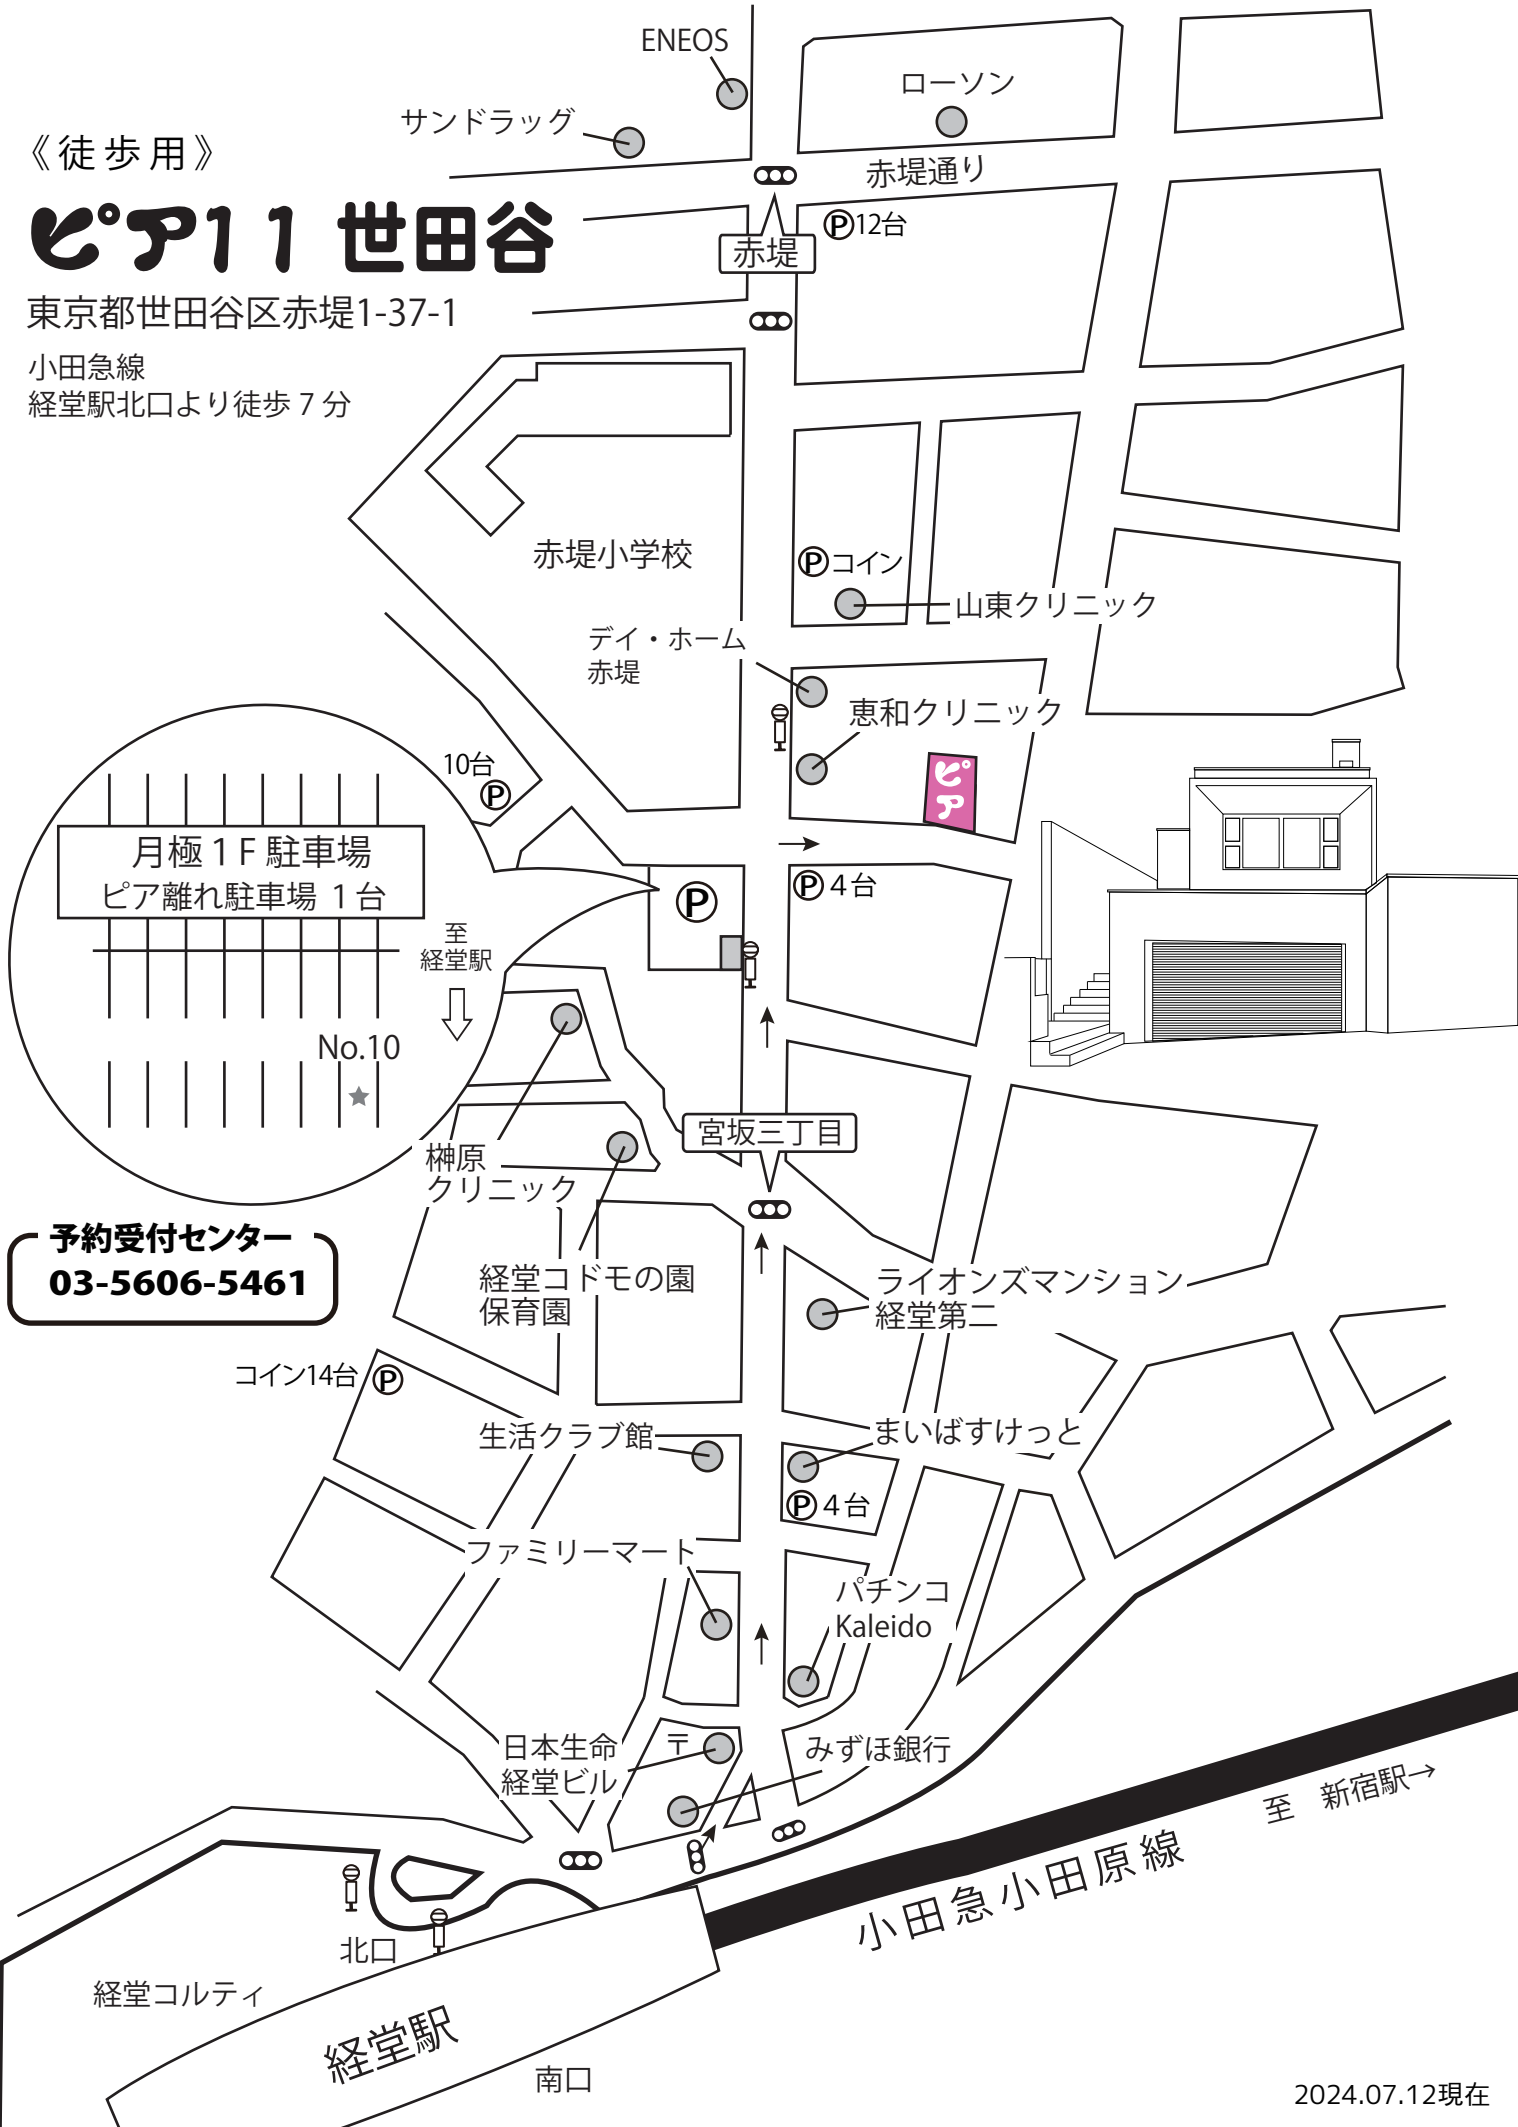 ENEOS
ローソン
サンドラッグ
《徒歩用》
赤堤通り
ピア11 世田谷
Ⓟ12台
赤堤
東京都世田谷区赤堤1-37-1
小田急線
経堂駅北口より徒歩７分
赤堤小学校
Ⓟコイン
山東クリニック
デイ・ホーム
赤堤
恵和クリニック
ピア
10台
Ⓟ
月極１F 駐車場
ピア離れ駐車場 １台
Ⓟ
Ⓟ４台
至
経堂駅
No.10
宮坂三丁目
榊原
クリニック
予約受付センター
03-5606-5461
経堂コドモの園
保育園
ライオンズマンション
経堂第二
コイン14台 Ⓟ
生活クラブ館
まいばすけっと
Ⓟ４台
ファミリーマート
パチンコ
Kaleido
日本生命
経堂ビル
〒
みずほ銀行
至　新宿駅→
小田急小田原線
北口
経堂コルティ
経堂駅
南口
2024.07.12現在